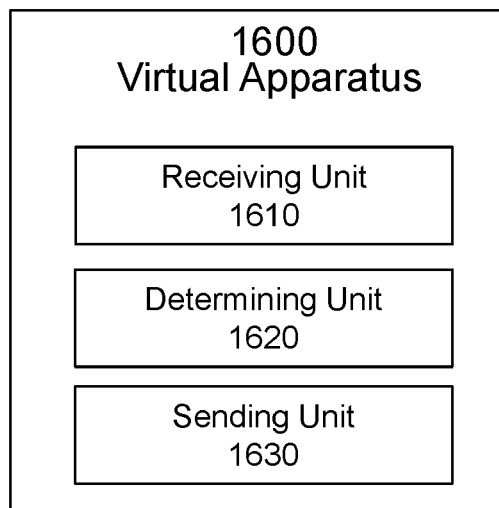 1600
Virtual Apparatus
Receiving Unit
1610
Determining Unit
1620
Sending Unit
1630